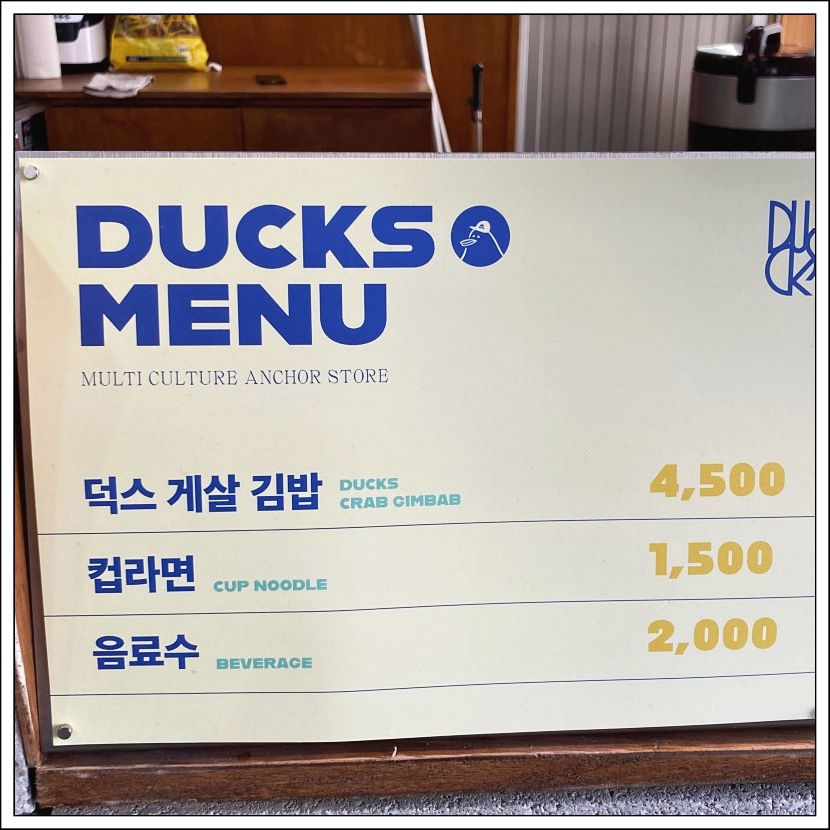 DUCKS
MENU
MULTI CULTURE ANCHOR STORE
덕스 게살 김밥 DUCKS
CRAB GIMBAB 4,500
컵라면 CUP NOODLE 1,500
음료수 BEVERAGE 2,000